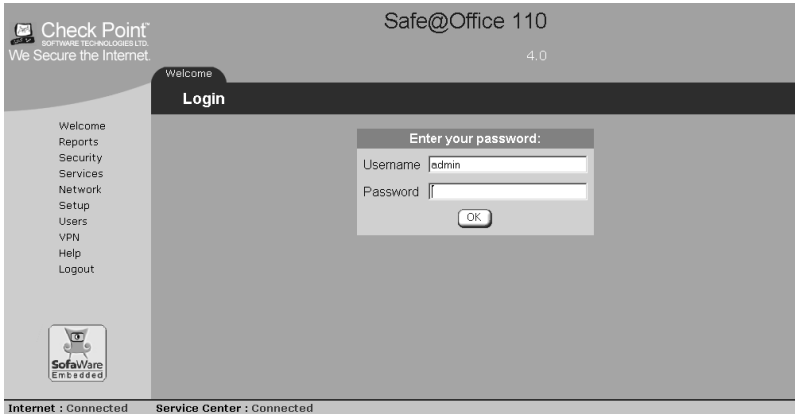 Check Point™
SOFTWARE TECHNOLOGIES LTD.
We Secure the Internet.
Safe@Office 110
4.0
Welcome
Login
Welcome
Reports
Security
Services
Network
Setup
Users
VPN
Help
Logout
Enter your password:
Username admin
Password
OK
SofaWare
Embedded
Internet : Connected
Service Center : Connected